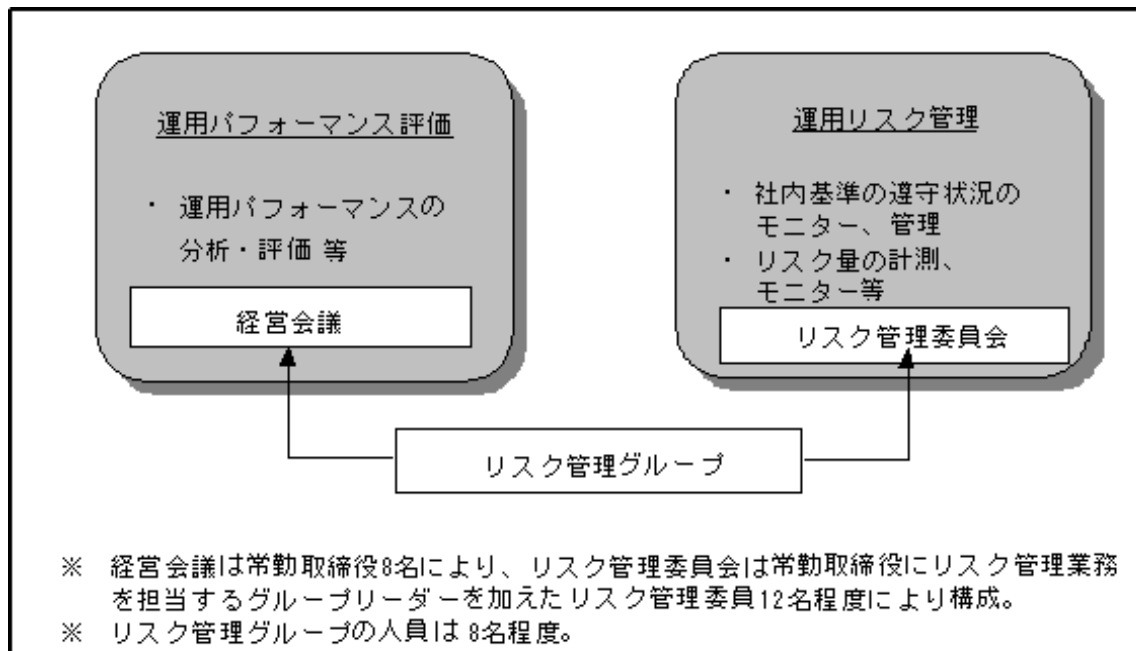 運用パフォーマンス評価
・ 運用パフォーマンスの
分析・評価 等
経営会議
運用リスク管理
・ 社内基準の遵守状況の
モニター、管理
・ リスク量の計測、
モニター等
リスク管理委員会
リスク管理グループ
※ 経営会議は常勤取締役8名により、リスク管理委員会は常勤取締役にリスク管理業務
を担当するグループリーダーを加えたリスク管理委員12名程度により構成。
※ リスク管理グループの人員は 8名程度。